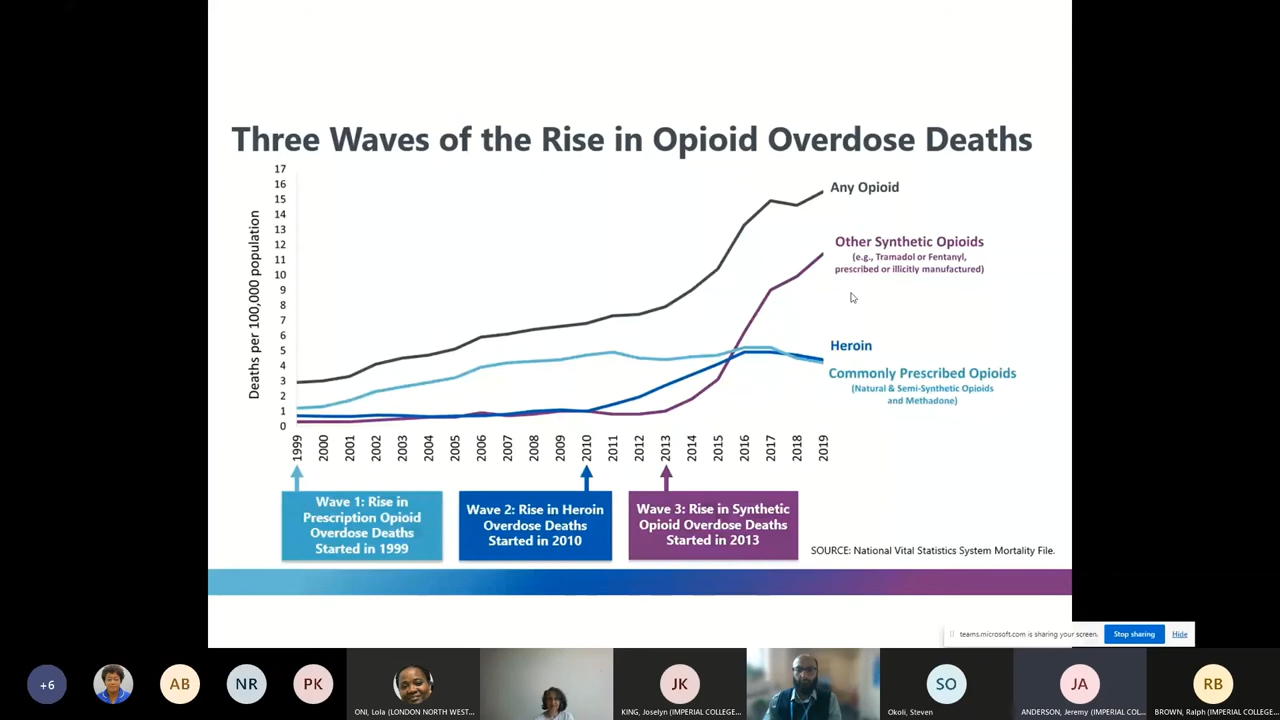 Three Waves of the Rise in Opioid Overdose Deaths
Deaths per 100,000 population
17
16
15
14
13
12
11
10
9
8
7
6
5
4
3
2
1
0
Any Opioid
Other Synthetic Opioids
(e.g., Tramadol or Fentanyl,
prescribed or illicitly manufactured)
Heroin
Commonly Prescribed Opioids
(Natural & Semi-Synthetic Opioids
and Methadone)
1999
2000
2001
2002
2003
2004
2005
2006
2007
2008
2009
2010
2011
2012
2013
2014
2015
2016
2017
2018
2019
Wave 1: Rise in
Prescription Opioid
Overdose Deaths
Started in 1999
Wave 2: Rise in Heroin
Overdose Deaths
Started in 2010
Wave 3: Rise in Synthetic
Opioid Overdose Deaths
Started in 2013
SOURCE: National Vital Statistics System Mortality File.
teams.microsoft.com is sharing your screen.
Stop sharing
Hide
+6
AB
NR
PK
ONI, Lola (LONDON NORTH WEST...
JK
KING, Joselyn (IMPERIAL COLLEGE...
SO
Okoli, Steven
JA
ANDERSON, Jeremy (IMPERIAL COL...
RB
BROWN, Ralph (IMPERIAL COLLEGE...